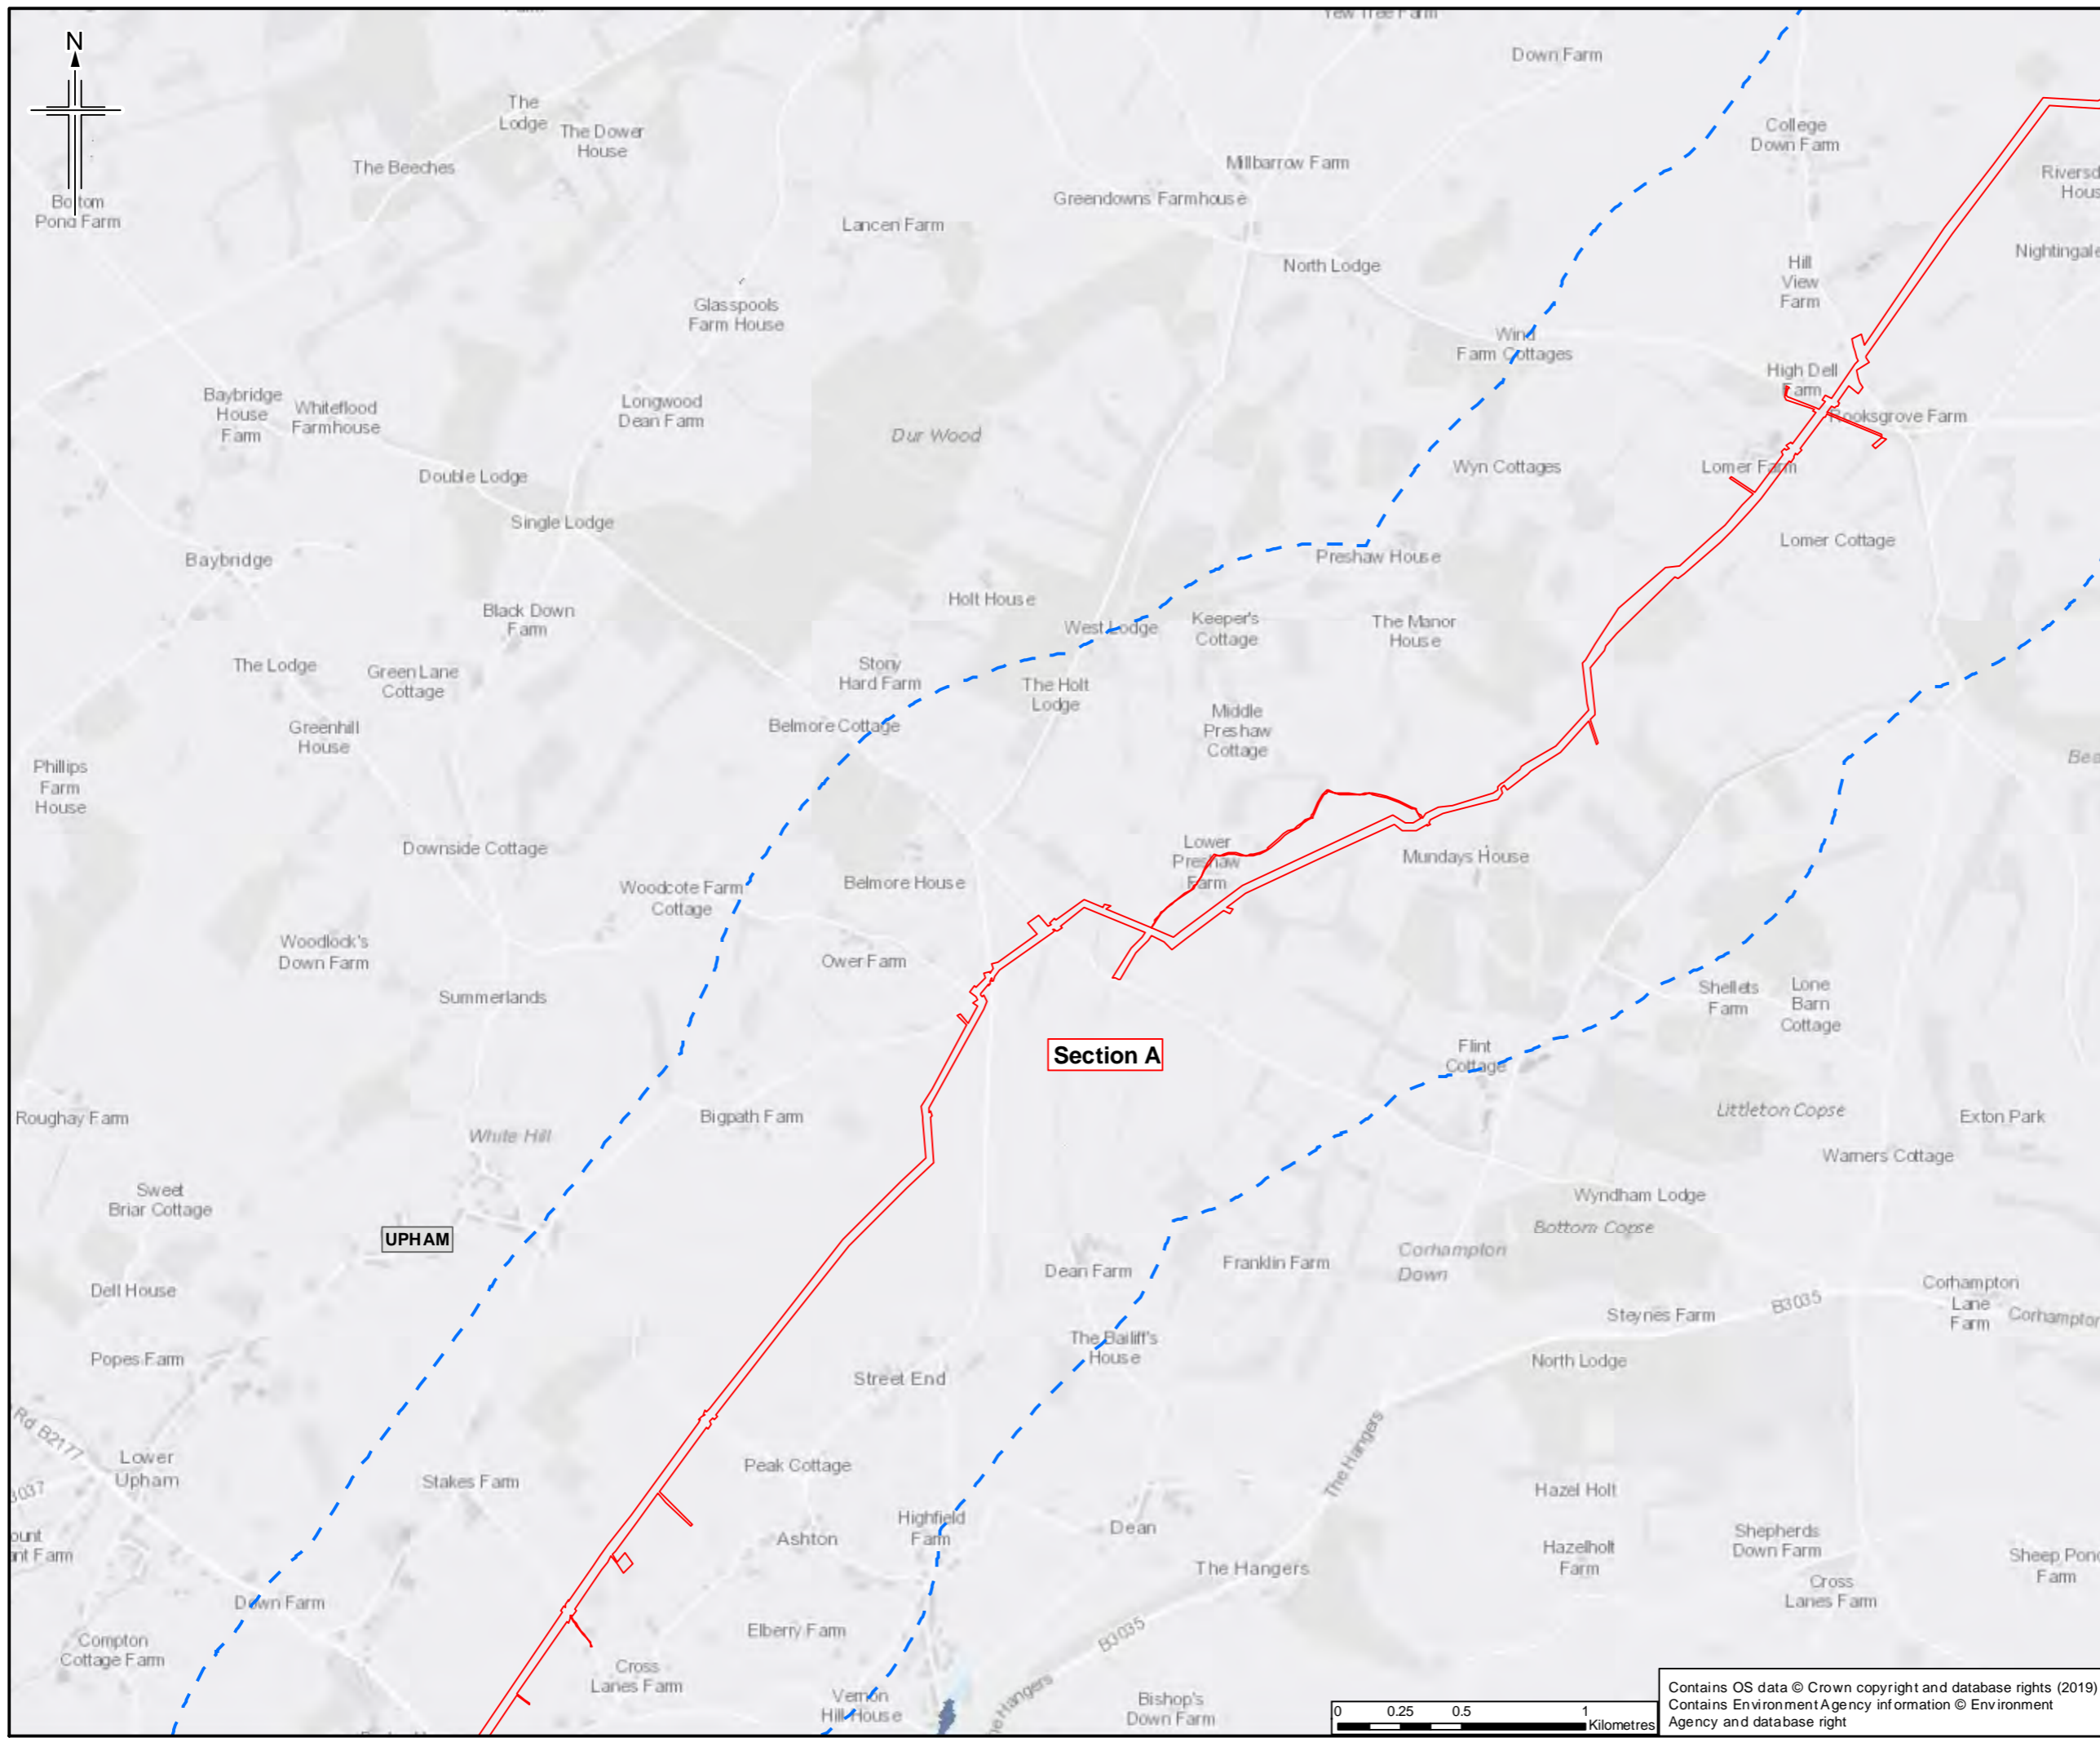 N
Yew Tree Farm
Down Farm
The
Lodge
The Dower
House
College
Down Farm
The Beeches
Millbarrow Farm
Greendowns Farmhouse
Bottom
Pond Farm
Lancen Farm
North Lodge
Hill
View
Farm
Glasspools
Farm House
Wind
Farm Cottages
High Dell
Farm
Baybridge
House
Farm
Whiteflood
Farmhouse
Longwood
Dean Farm
Dur Wood
Rooksgrove Farm
Double Lodge
Wyn Cottages
Lomer Farm
Single Lodge
Lomer Cottage
Baybridge
Preshaw House
Black Down
Farm
Holt House
West Lodge
Keeper's
Cottage
The Manor
House
The Lodge
Green Lane
Cottage
Stony
Hard Farm
The Holt
Lodge
Greenhill
House
Belmore Cottage
Middle
Preshaw
Cottage
Phillips
Farm
House
Downside Cottage
Lower
Preshaw
Farm
Mundays House
Woodcote Farm
Cottage
Belmore House
Woodlock's
Down Farm
Ower Farm
Summerlands
Shellets
Farm
Lone
Barn
Cottage
Section A
Flint
Cottage
Roughay Farm
Bigpath Farm
Littleton Copse
Exton Park
White Hill
Warners Cottage
Sweet
Briar Cottage
Wyndham Lodge
Bottom Copse
UPHAM
Corhampton
Down
Dean Farm
Franklin Farm
Dell House
Corhampton
Lane
Farm
Corhampton
B3035
Steynes Farm
The Bailiff's
House
Popes Farm
North Lodge
Street End
Rd B2177
Lower
Upham
Peak Cottage
Stakes Farm
The Hangers
Hazel Holt
3037
Highfield
Farm
Dean
Ashton
Shepherds
Down Farm
Hazelholt
Farm
The Hangers
Sheep Pond
Farm
Cross
Lanes Farm
Down Farm
Elberry Farm
B3035
Compton
Cottage Farm
Cross
Lanes Farm
Vernon
Hill House
Bishop's
Down Farm
0 0.25 0.5 1
Kilometres
Contains OS data © Crown copyright and database rights (2019)
Contains Environment Agency information © Environment
Agency and database right